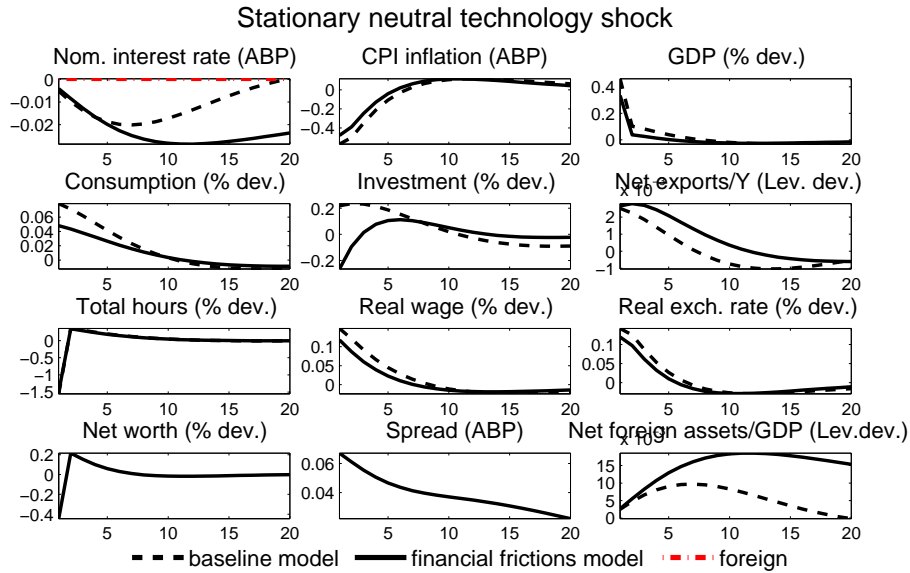 Stationary neutral technology shock
Nom. interest rate (ABP)
0
−0.01
−0.02
5 10 15 20
CPI inflation (ABP)
0
−0.2
−0.4
5 10 15 20
GDP (% dev.)
0.4
0.2
0
5 10 15 20
Consumption (% dev.)
0.06
0.04
0.02
0
5 10 15 20
Investment (% dev.)
0.2
0
−0.2
5 10 15 20
Net exports/Y (Lev. dev.)
2
1
0
−1
5 10 15 20
Total hours (% dev.)
0
−0.5
−1
−1.5
5 10 15 20
Real wage (% dev.)
0.1
0.05
0
5 10 15 20
Real exch. rate (% dev.)
0.1
0.05
0
5 10 15 20
Net worth (% dev.)
0.2
0
−0.2
−0.4
5 10 15 20
Spread (ABP)
0.06
0.04
5 10 15 20
Net foreign assets/GDP (Lev.dev.)
15
10
5
0
5 10 15 20
baseline model financial frictions model foreign